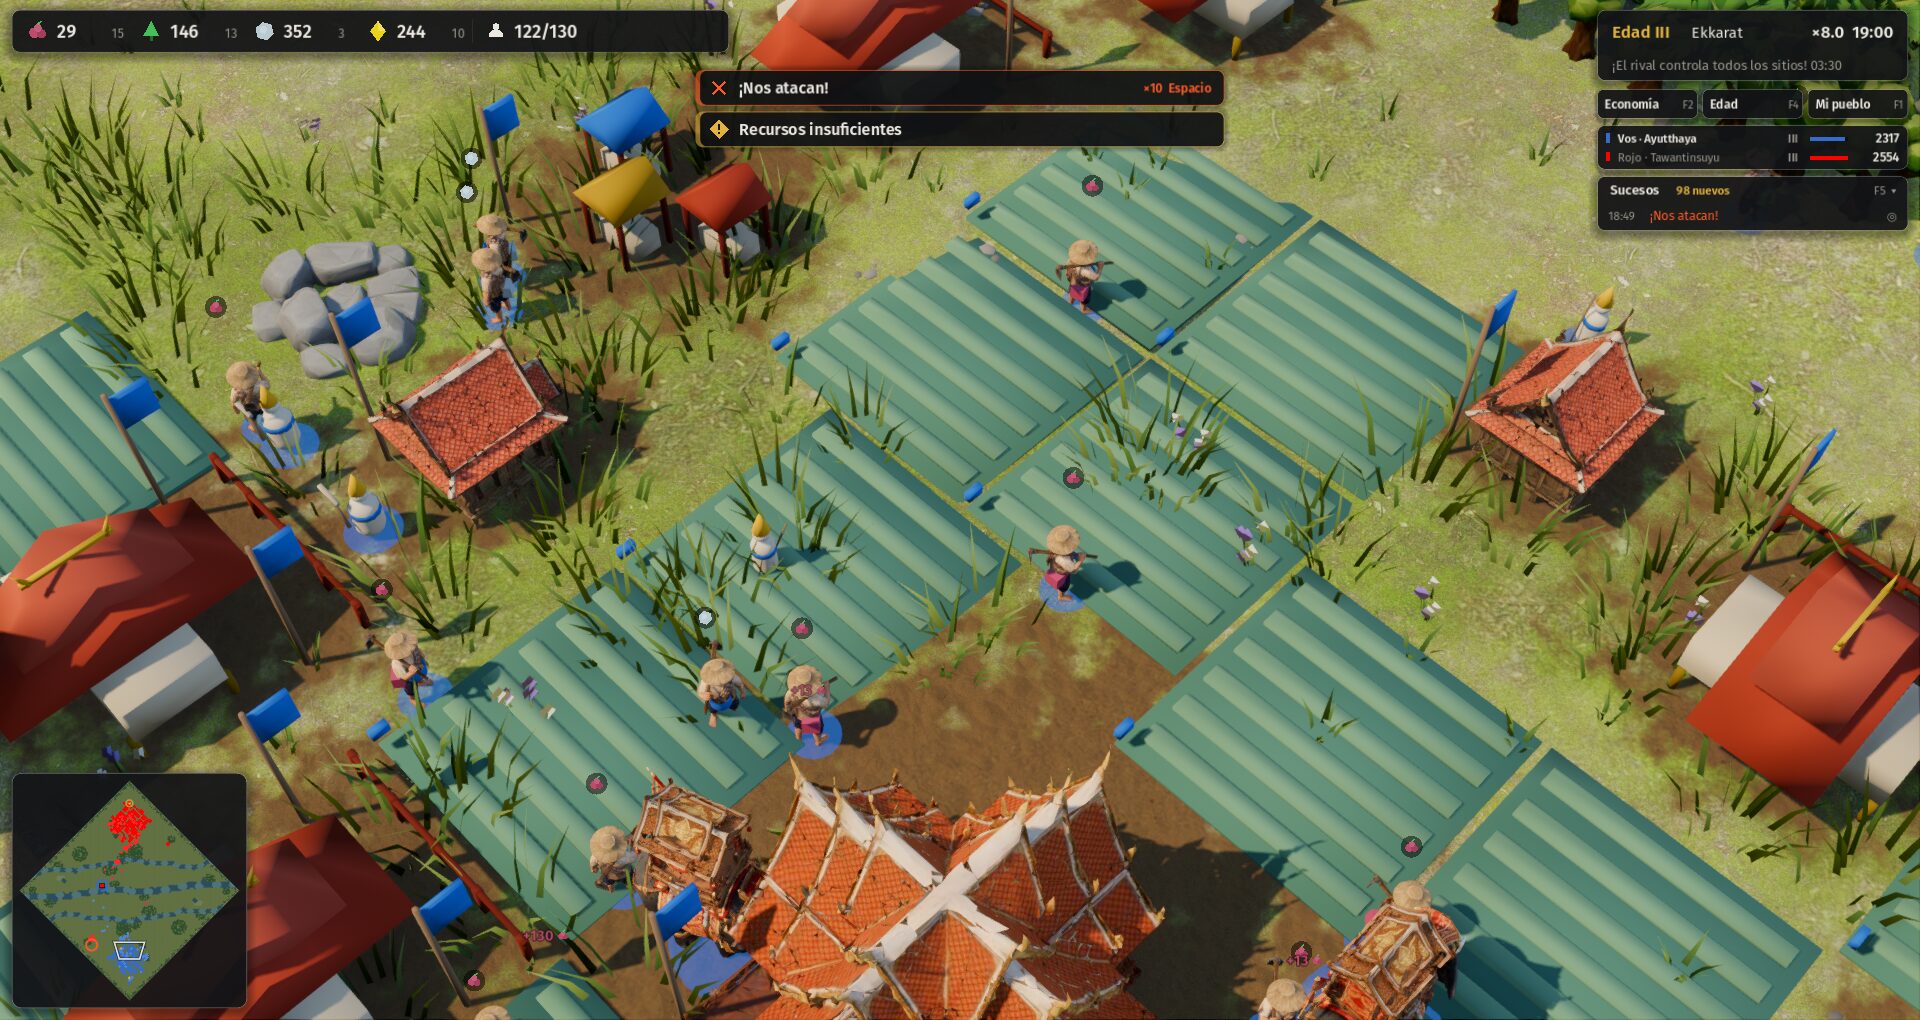 29 15 146 13 352 3 244 10 122/130
¡Nos atacan! ×10 Espacio
Recursos insuficientes
Edad III Ekkarat ×8.0 19:00
¡El rival controla todos los sitios! 03:30
Economía F2 Edad F4 Mi pueblo F1
Vos · Ayutthaya III 2317
Rojo · Tawantinsuyu III 2554
Sucesos 98 nuevos F5
18:49 ¡Nos atacan!
+13
+130
+13